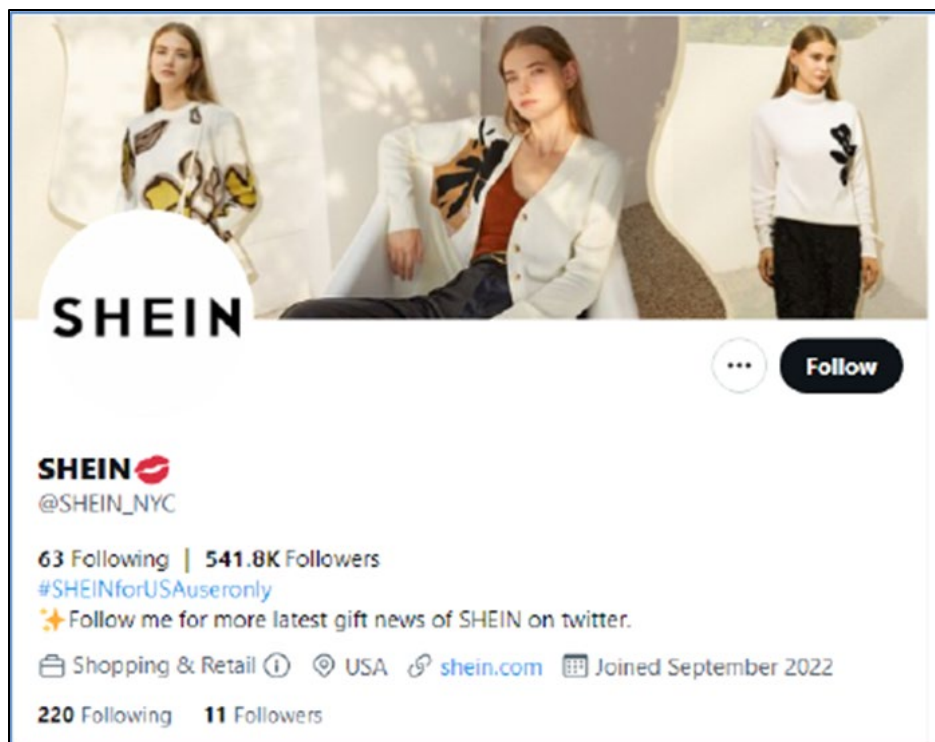 SHEIN
Follow
SHEIN💋
@SHEIN_NYC
63 Following | 541.8K Followers
#SHEINforUSAuseronly
✨Follow me for more latest gift news of SHEIN on twitter.
Shopping & Retail USA shein.com Joined September 2022
220 Following 11 Followers